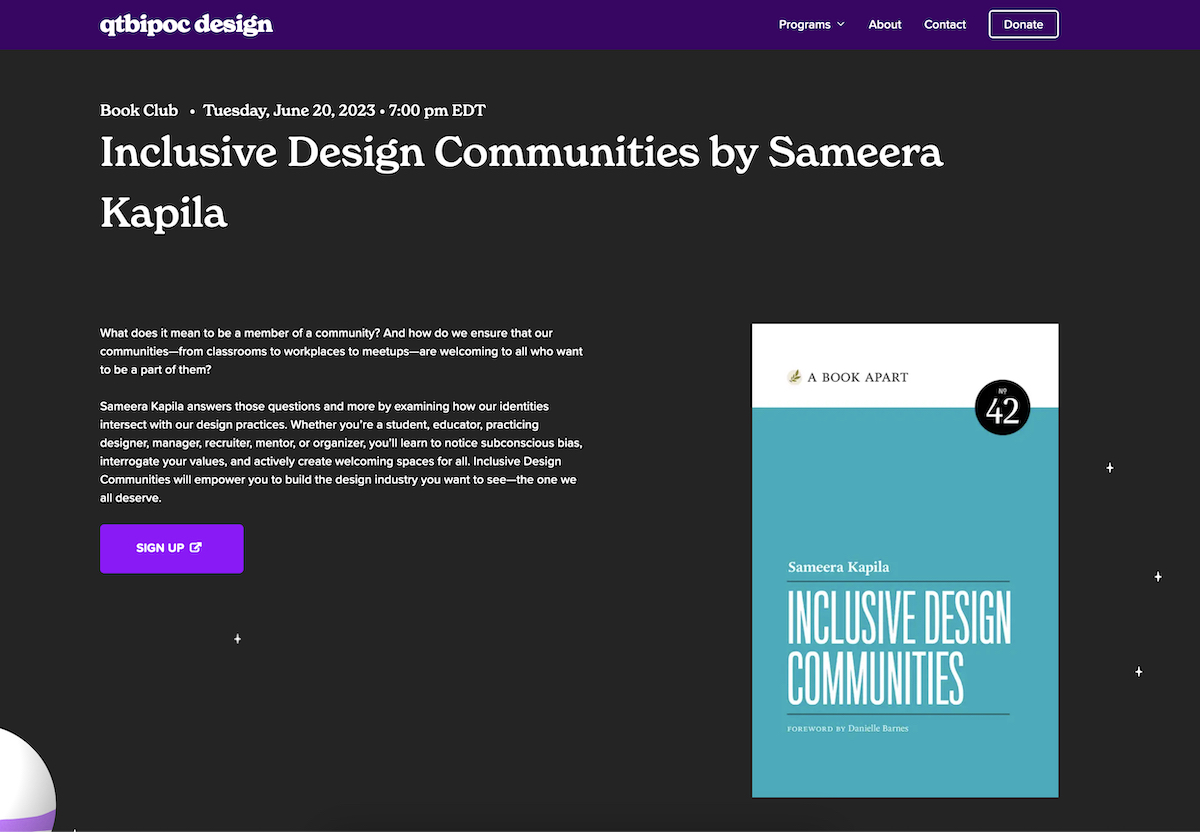 qtbipoc design
Programs About Contact Donate
Book Club • Tuesday, June 20, 2023 • 7:00 pm EDT
Inclusive Design Communities by Sameera
Kapila
What does it mean to be a member of a community? And how do we ensure that our
communities—from classrooms to workplaces to meetups—are welcoming to all who want
to be a part of them?
Sameera Kapila answers those questions and more by examining how our identities
intersect with our design practices. Whether you’re a student, educator, practicing
designer, manager, recruiter, mentor, or organizer, you’ll learn to notice subconscious bias,
interrogate your values, and actively create welcoming spaces for all. Inclusive Design
Communities will empower you to build the design industry you want to see—the one we
all deserve.
SIGN UP
A BOOK APART
Nº
42
Sameera Kapila
INCLUSIVE DESIGN
COMMUNITIES
FOREWORD BY Danielle Barnes